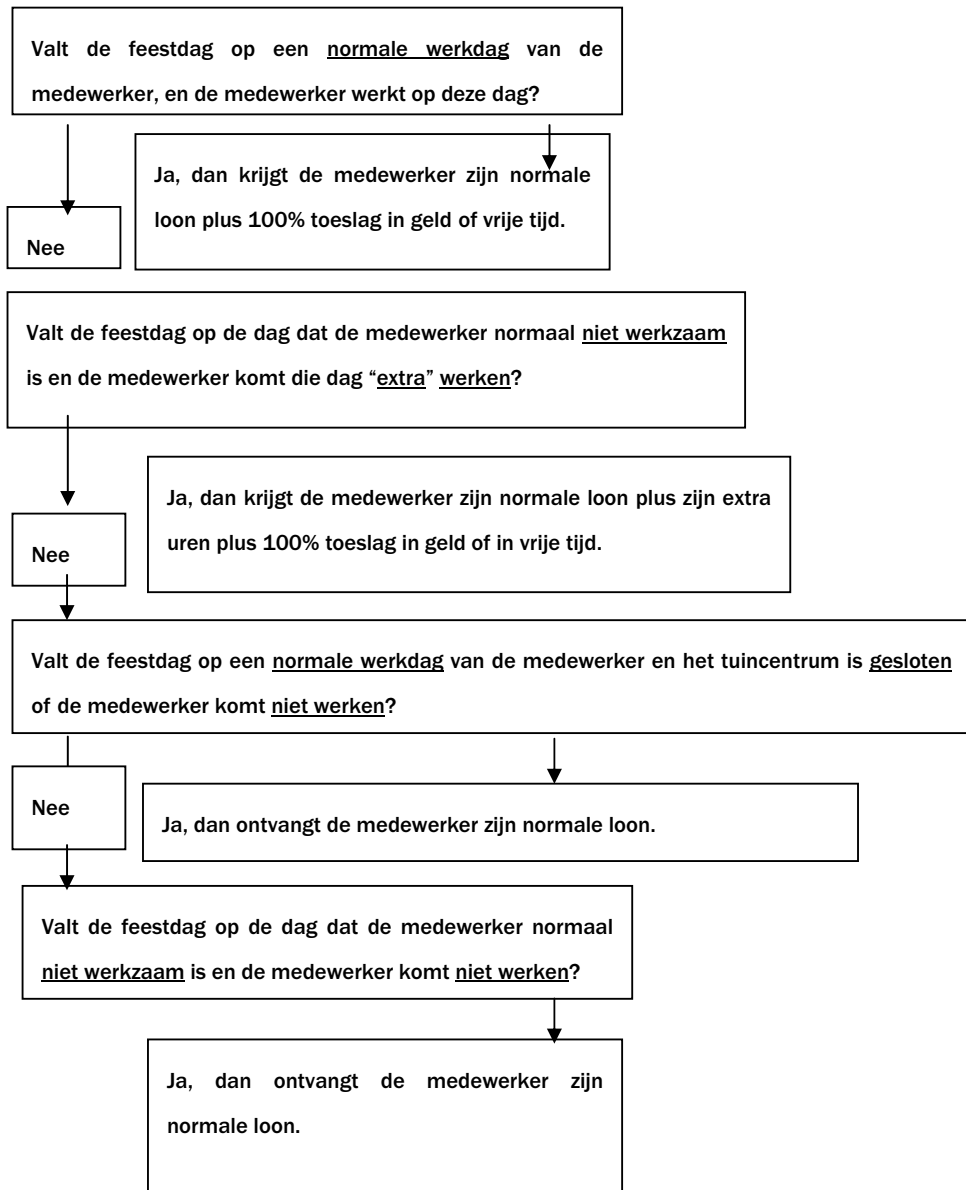 Valt de feestdag op een normale werkdag van de
medewerker, en de medewerker werkt op deze dag?
Ja, dan krijgt de medewerker zijn normale
loon plus 100% toeslag in geld of vrije tijd.
Nee
Valt de feestdag op de dag dat de medewerker normaal niet werkzaam
is en de medewerker komt die dag “extra” werken?
Ja, dan krijgt de medewerker zijn normale loon plus zijn extra
uren plus 100% toeslag in geld of in vrije tijd.
Nee
Valt de feestdag op een normale werkdag van de medewerker en het tuincentrum is gesloten
of de medewerker komt niet werken?
Nee
Ja, dan ontvangt de medewerker zijn normale loon.
Valt de feestdag op de dag dat de medewerker normaal
niet werkzaam is en de medewerker komt niet werken?
Ja, dan ontvangt de medewerker zijn
normale loon.